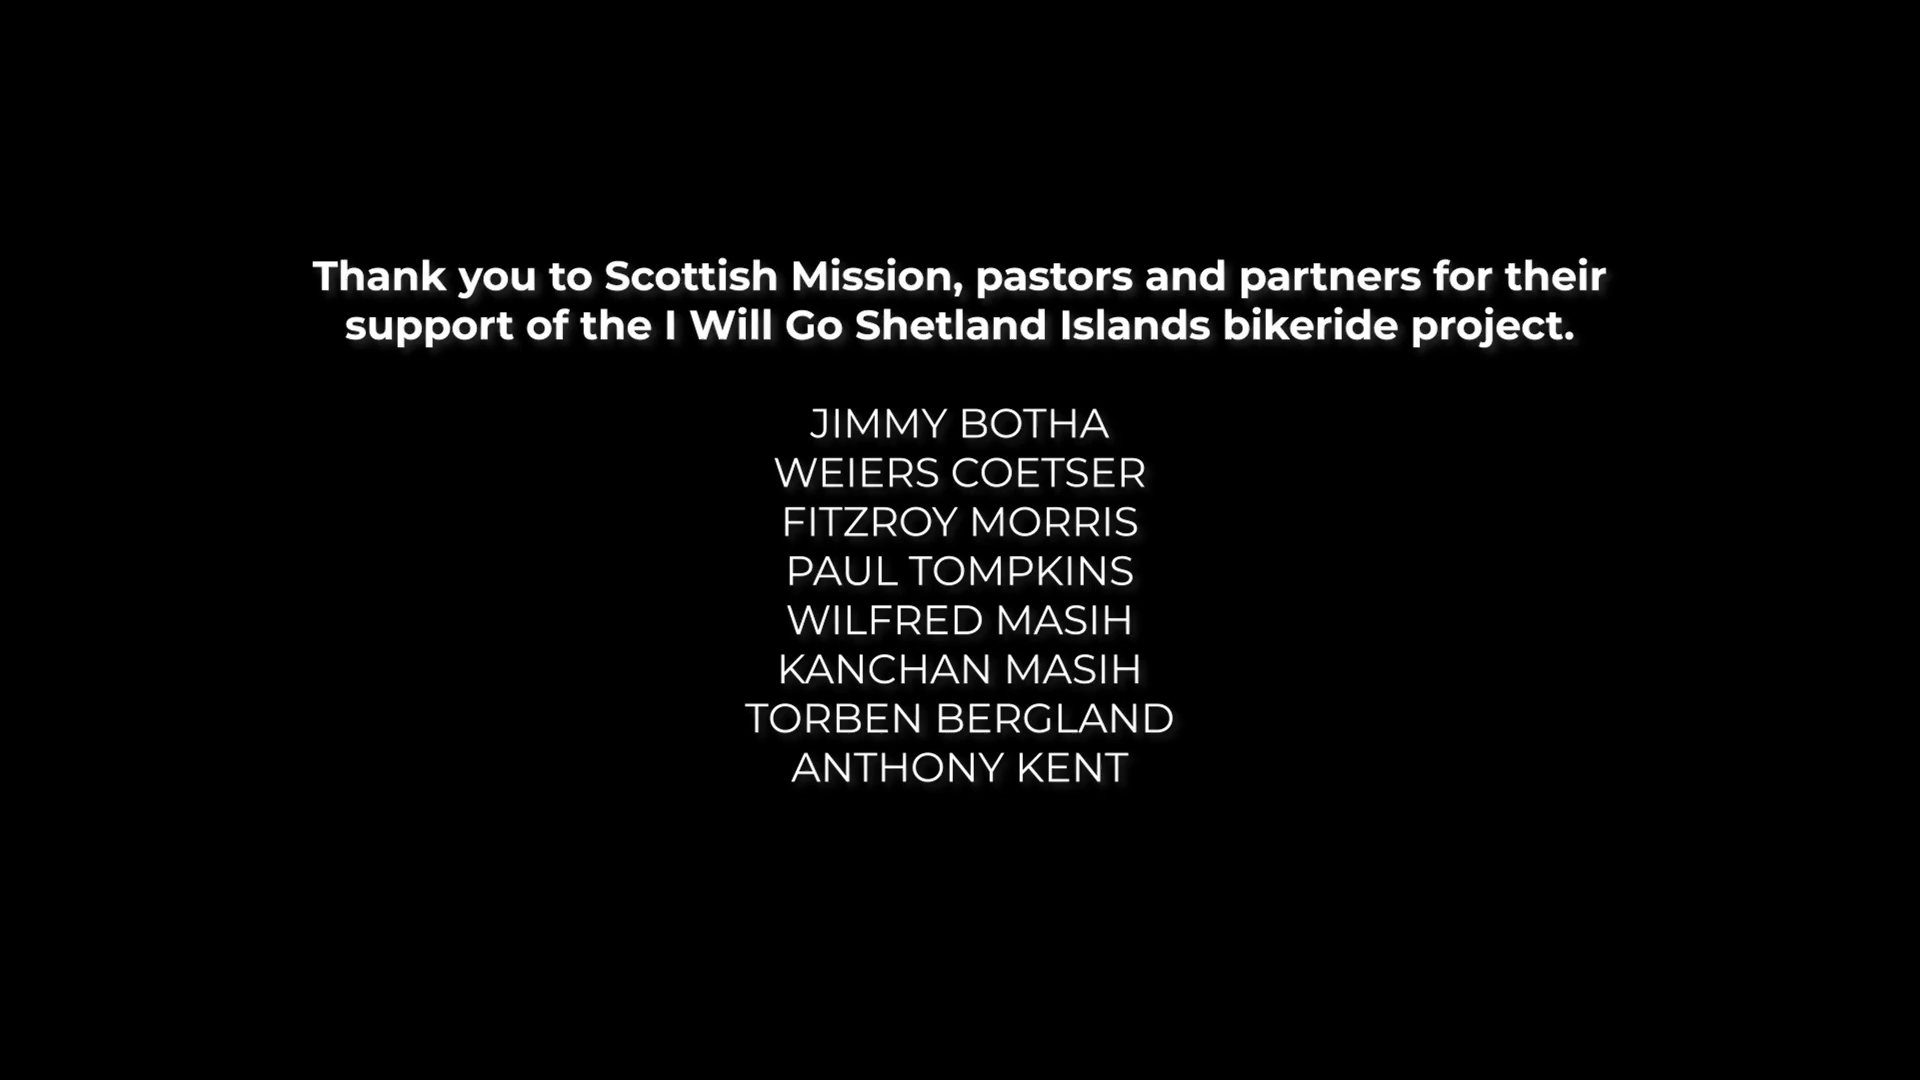 Thank you to Scottish Mission, pastors and partners for their
support of the I Will Go Shetland Islands bikeride project.
JIMMY BOTHA
WEIERS COETSER
FITZROY MORRIS
PAUL TOMPKINS
WILFRED MASIH
KANCHAN MASIH
TORBEN BERGLAND
ANTHONY KENT